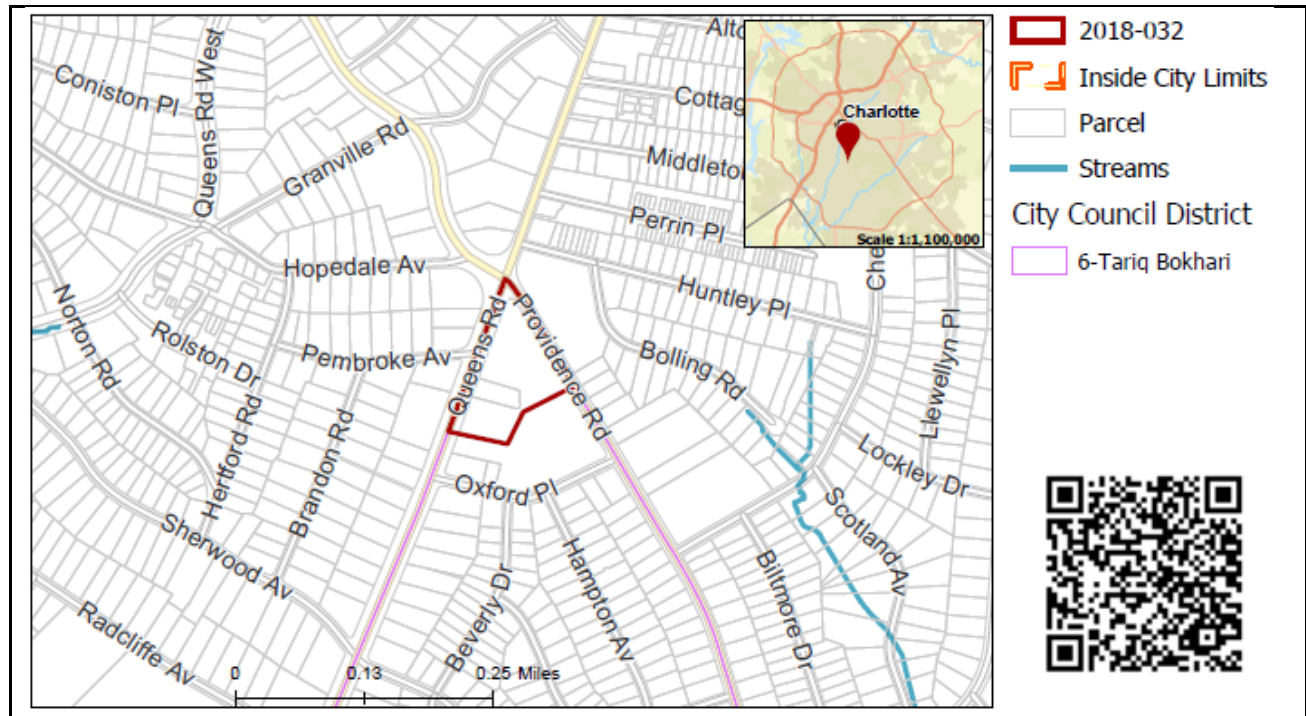 Coniston Pl
Queens Rd West
Granville Rd
Hopedale Av
Norton Rd
Rolston Dr
Pembroke Av
Queens Rd
Providence Rd
Hertford Rd
Brandon Rd
Sherwood Av
Radcliffe Av
Oxford Pl
Beverly Dr
Hampton Av
Biltmore Dr
Scotland Av
Lockley Dr
Llewellyn Pl
Bolling Rd
Huntley Pl
Perrin Pl
Middleto
Cottag
Alto
Che
Charlotte
Scale 1:1,100,000
0
0.13
0.25 Miles
2018-032
Inside City Limits
Parcel
Streams
City Council District
6-Tariq Bokhari